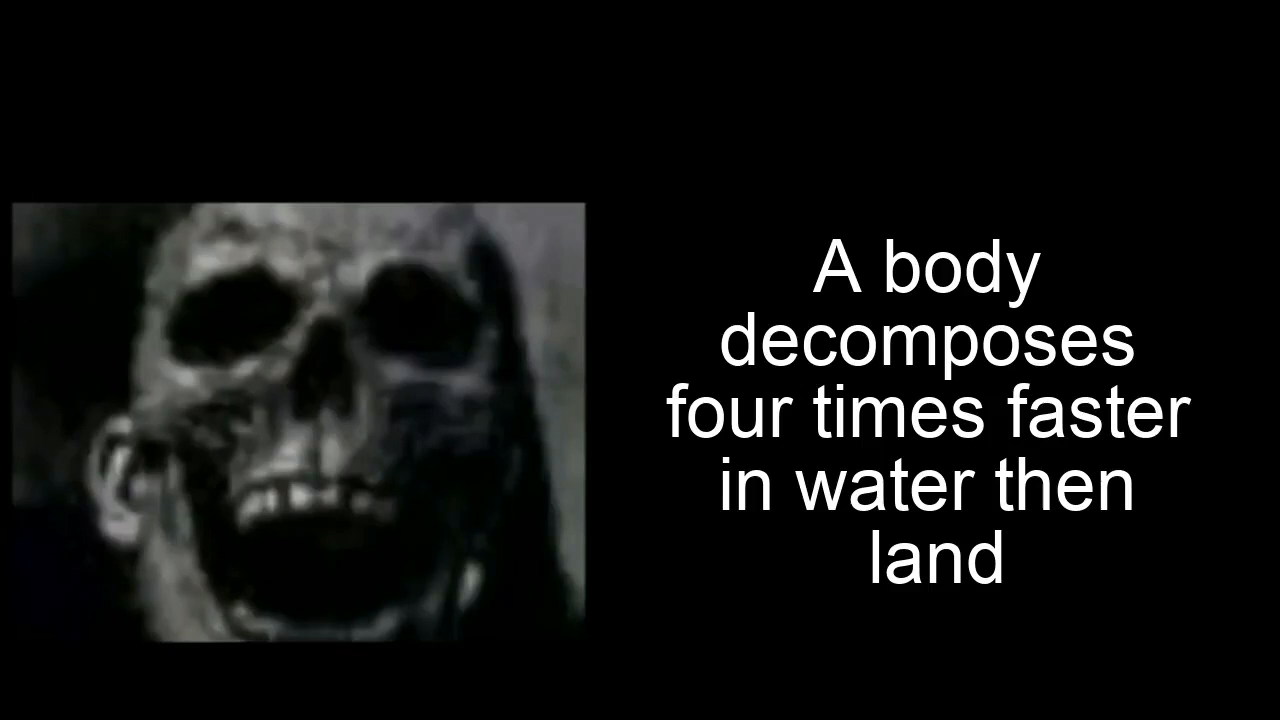 A body
decomposes
four times faster
in water then
land